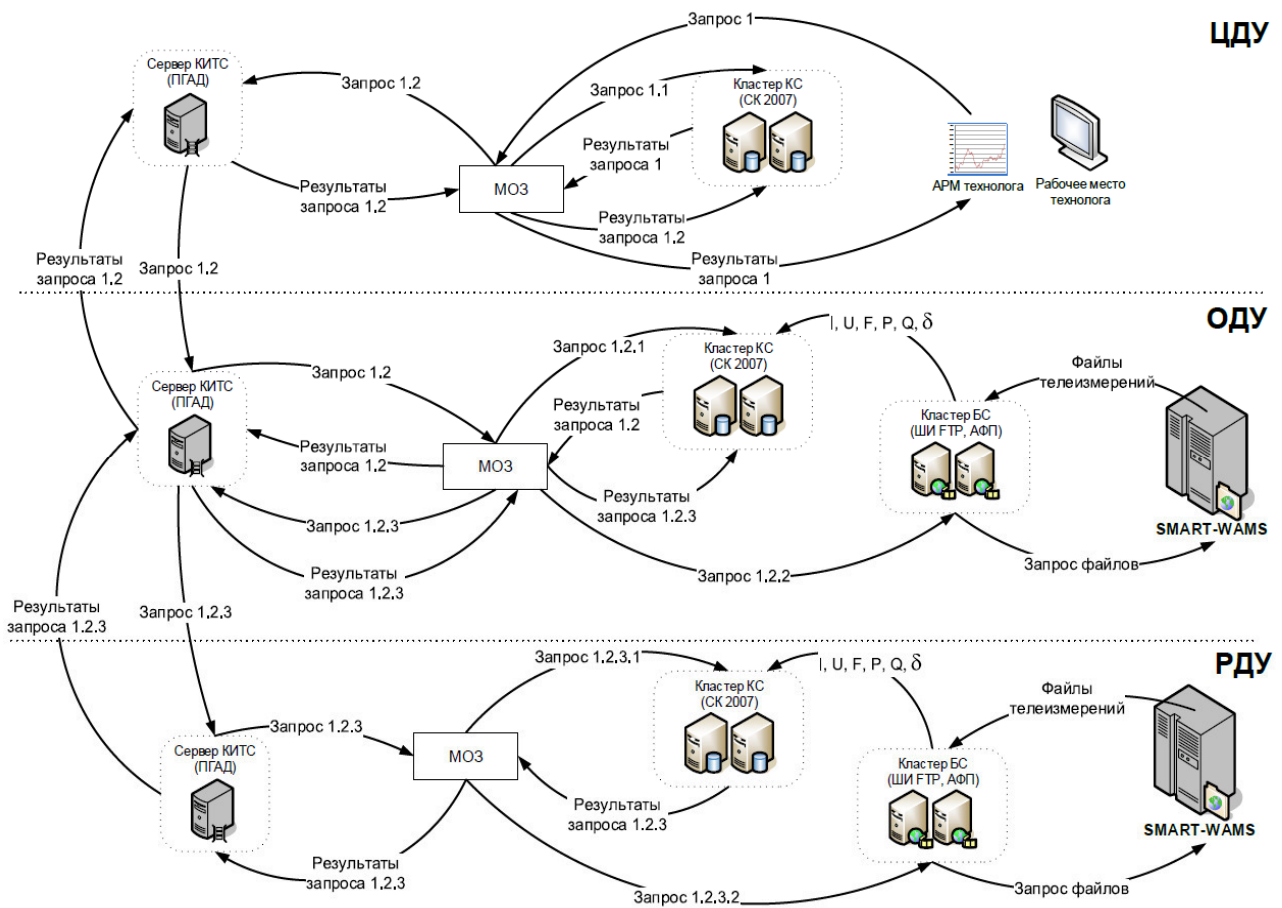 ЦДУ
Запрос 1
Сервер КИТС
(ПГАД)
Запрос 1.2
Запрос 1.1
Кластер КС
(СК 2007)
Результаты
запроса 1
МОЗ
Результаты
запроса 1.2
АРМ технолога
Рабочее место
технолога
Результаты
запроса 1.2
Результаты
запроса 1
Результаты
запроса 1.2
Запрос 1.2
ОДУ
I, U, F, P, Q, δ
Запрос 1.2.1
Кластер КС
(СК 2007)
Файлы
телеизмерений
Сервер КИТС
(ПГАД)
Запрос 1.2
Результаты
запроса 1.2
Кластер БС
(ШИ FTP, АФП)
Результаты
запроса 1.2
МОЗ
Результаты
запроса 1.2.3
Запрос 1.2.3
SMART-WAMS
Запрос файлов
Результаты
запроса 1.2.3
Запрос 1.2.2
Результаты
запроса 1.2.3
Запрос 1.2.3
РДУ
Запрос 1.2.3.1
I, U, F, P, Q, δ
Кластер КС
(СК 2007)
Файлы
телеизмерений
Запрос 1.2.3
Сервер КИТС
(ПГАД)
МОЗ
Кластер БС
(ШИ FTP, АФП)
Результаты
запроса 1.2.3
SMART-WAMS
Результаты
запроса 1.2.3
Запрос 1.2.3.2
Запрос файлов